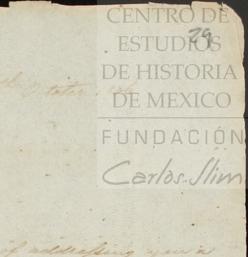 CENTRO DE
29
ESTUDIOS
DE HISTORIA
DE MEXICO
FUNDACIÓN
Carlos Slim
of addressing you a